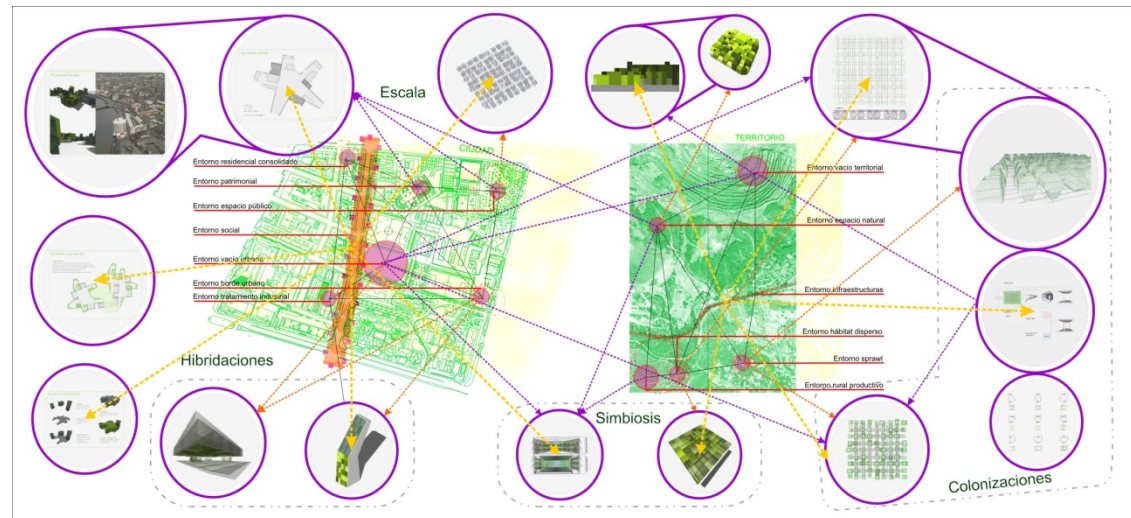 Escala
CIUDAD
TERRITORIO
Entorno residencial consolidado
Entorno patrimonial
Entorno espacio público
Entorno social
Entorno vacío urbano
Entorno borde urbano
Entorno tratamiento industrial
Entorno vacío territorial
Entorno espacio natural
Entorno infraestructuras
Entorno hábitat disperso
Entorno sprawl
Entorno rural productivo
Hibridaciones
Simbiosis
Colonizaciones